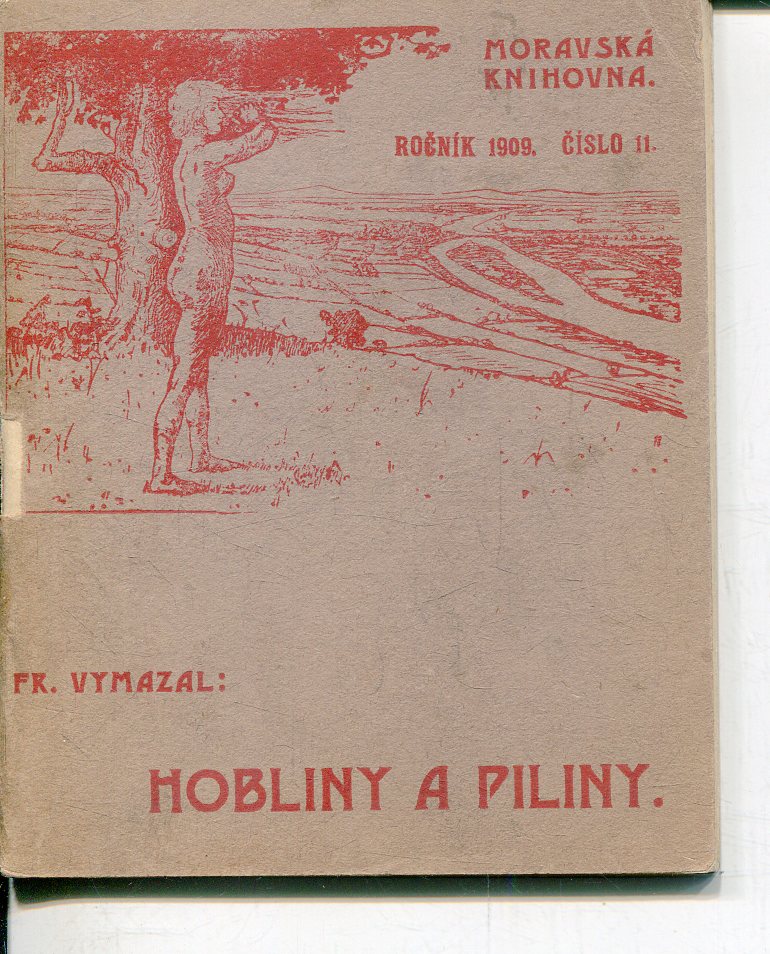 MORAVSKÁ
KNIHOVNA.
ROČNÍK 1909. ČÍSLO 11.
FR. VYMAZAL:
HOBLINY A PILINY.